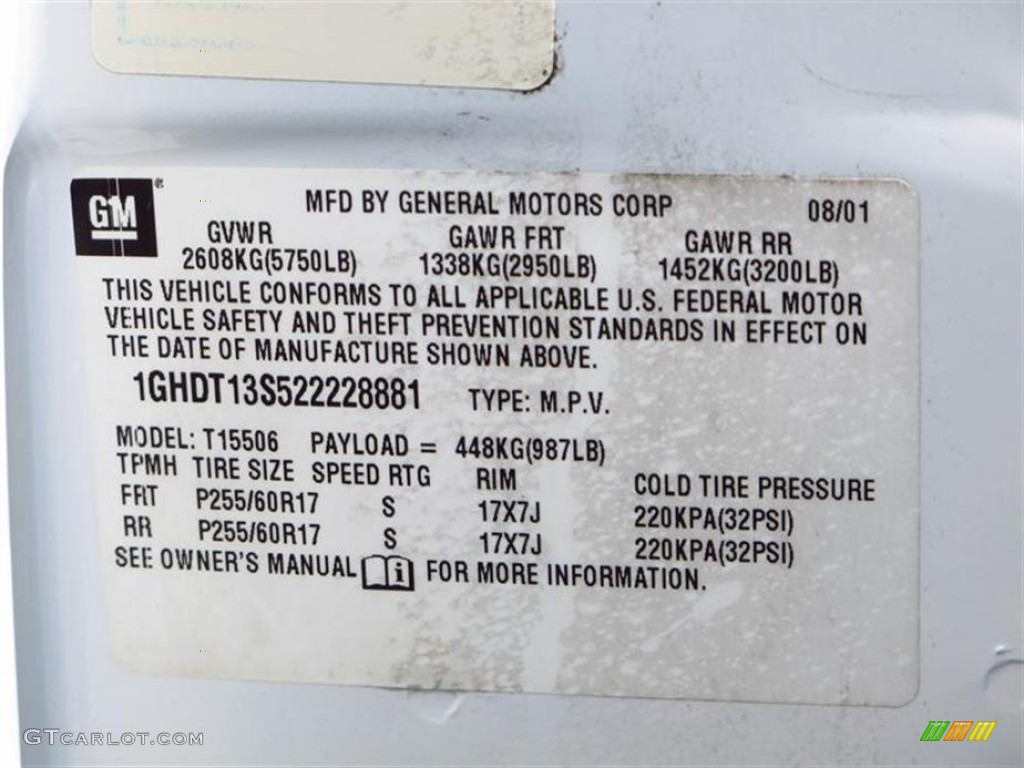 GM ®
MFD BY GENERAL MOTORS CORP 08/01
GVWR GAWR FRT GAWR RR
2608KG(5750LB) 1338KG(2950LB) 1452KG(3200LB)
THIS VEHICLE CONFORMS TO ALL APPLICABLE U.S. FEDERAL MOTOR
VEHICLE SAFETY AND THEFT PREVENTION STANDARDS IN EFFECT ON
THE DATE OF MANUFACTURE SHOWN ABOVE.
1GHDT13S522228881 TYPE: M.P.V.
MODEL: T15506 PAYLOAD = 448KG(987LB)
TPMH TIRE SIZE SPEED RTG RIM COLD TIRE PRESSURE
FRT P255/60R17 S 17X7J 220KPA(32PSI)
RR P255/60R17 S 17X7J 220KPA(32PSI)
SEE OWNER'S MANUAL i FOR MORE INFORMATION.
GTCARLOT.COM